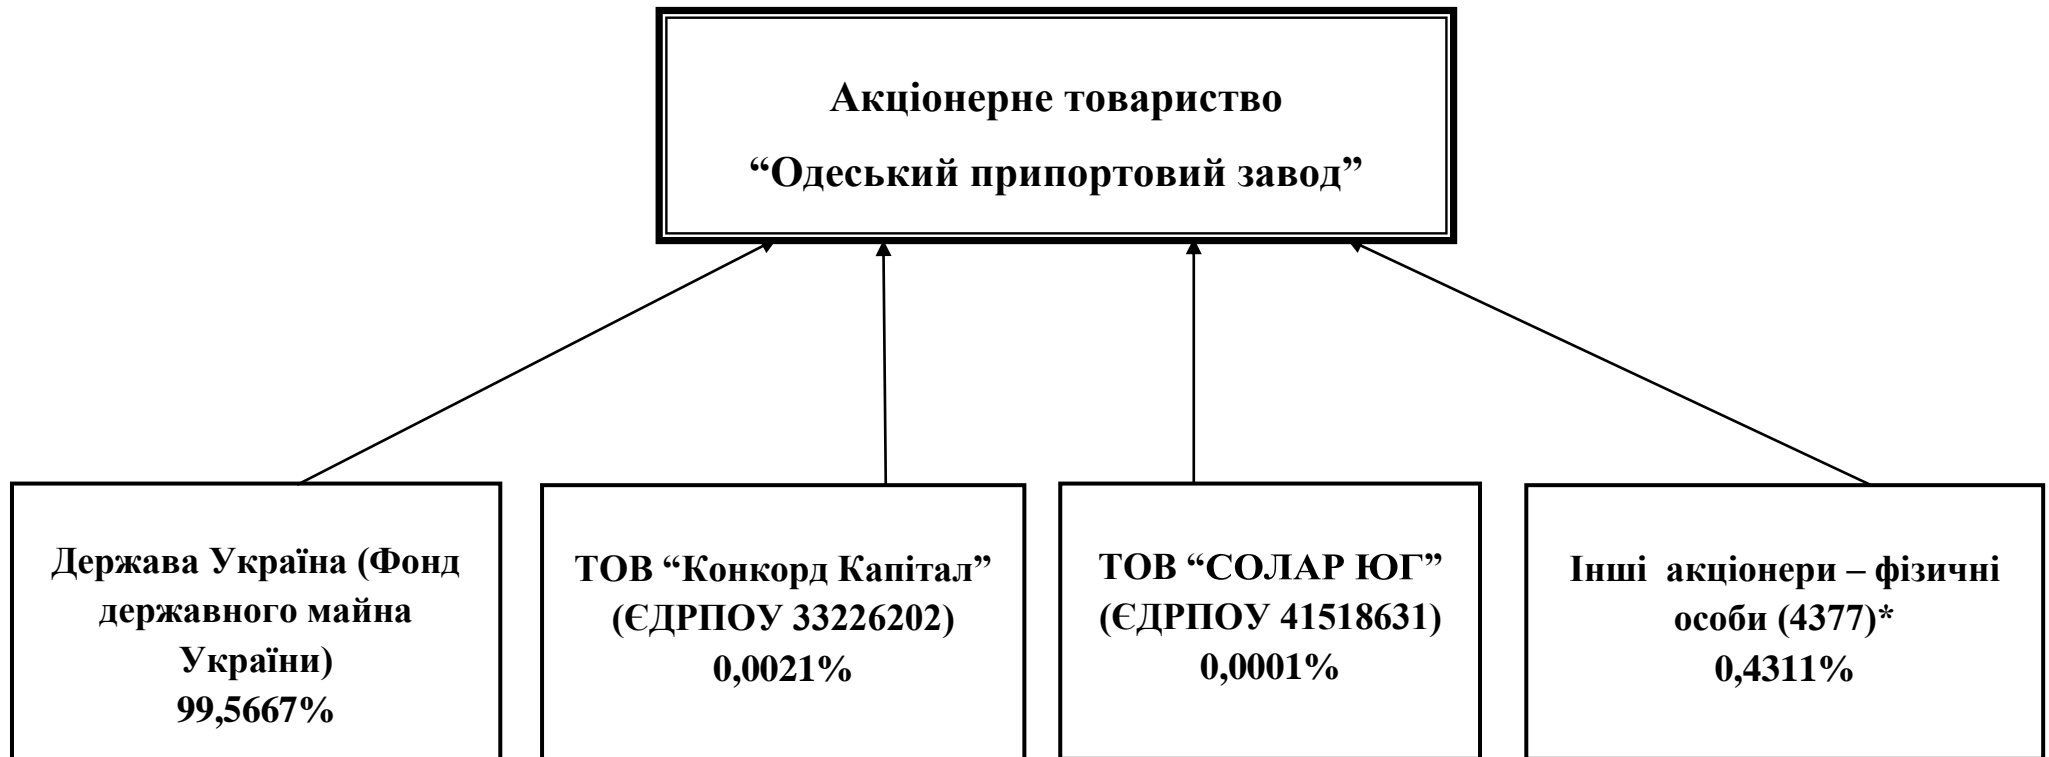 Акціонерне товариство
“Одеський припортовий завод”
Держава Україна (Фонд
державного майна
України)
99,5667%
ТОВ “Конкорд Капітал”
(ЄДРПОУ 33226202)
0,0021%
ТОВ “СОЛАР ЮГ”
(ЄДРПОУ 41518631)
0,0001%
Інші акціонери – фізичні
особи (4377)*
0,4311%